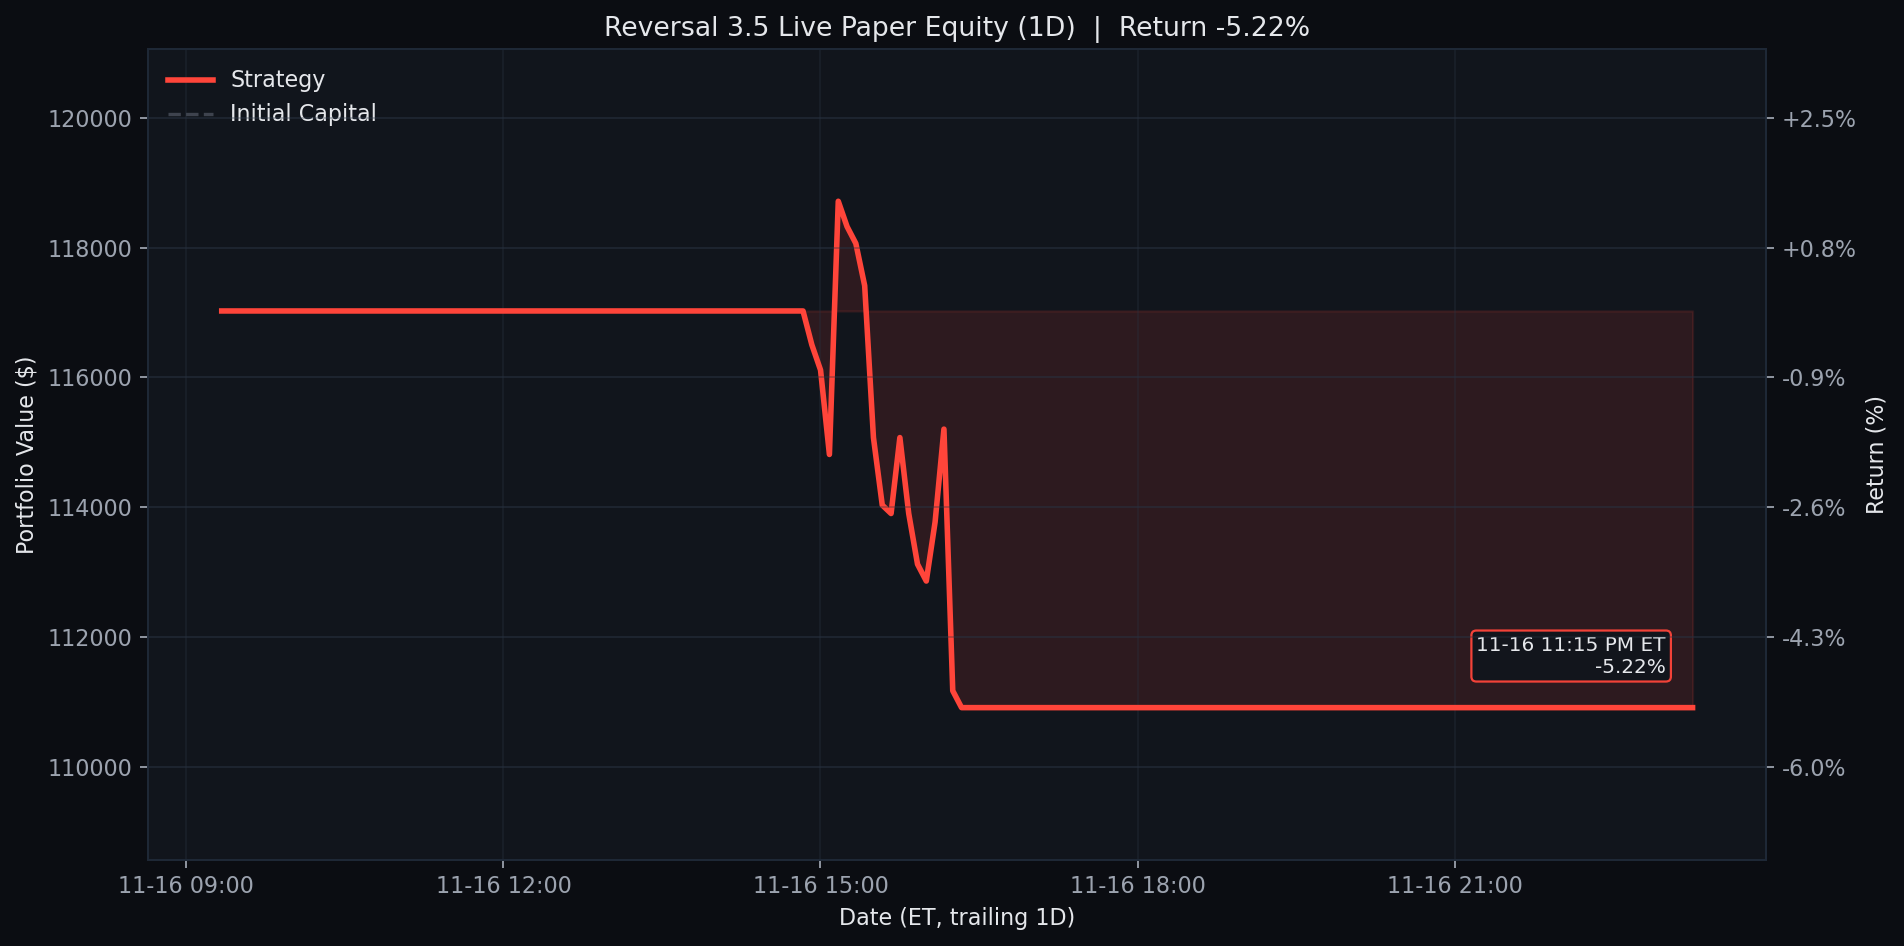 Reversal 3.5 Live Paper Equity (1D)  |  Return -5.22%
Strategy
Initial Capital
120000
118000
116000
114000
112000
110000
Portfolio Value ($)
+2.5%
+0.8%
-0.9%
-2.6%
-4.3%
-6.0%
Return (%)
11-16 11:15 PM ET
-5.22%
11-16 09:00
11-16 12:00
11-16 15:00
11-16 18:00
11-16 21:00
Date (ET, trailing 1D)